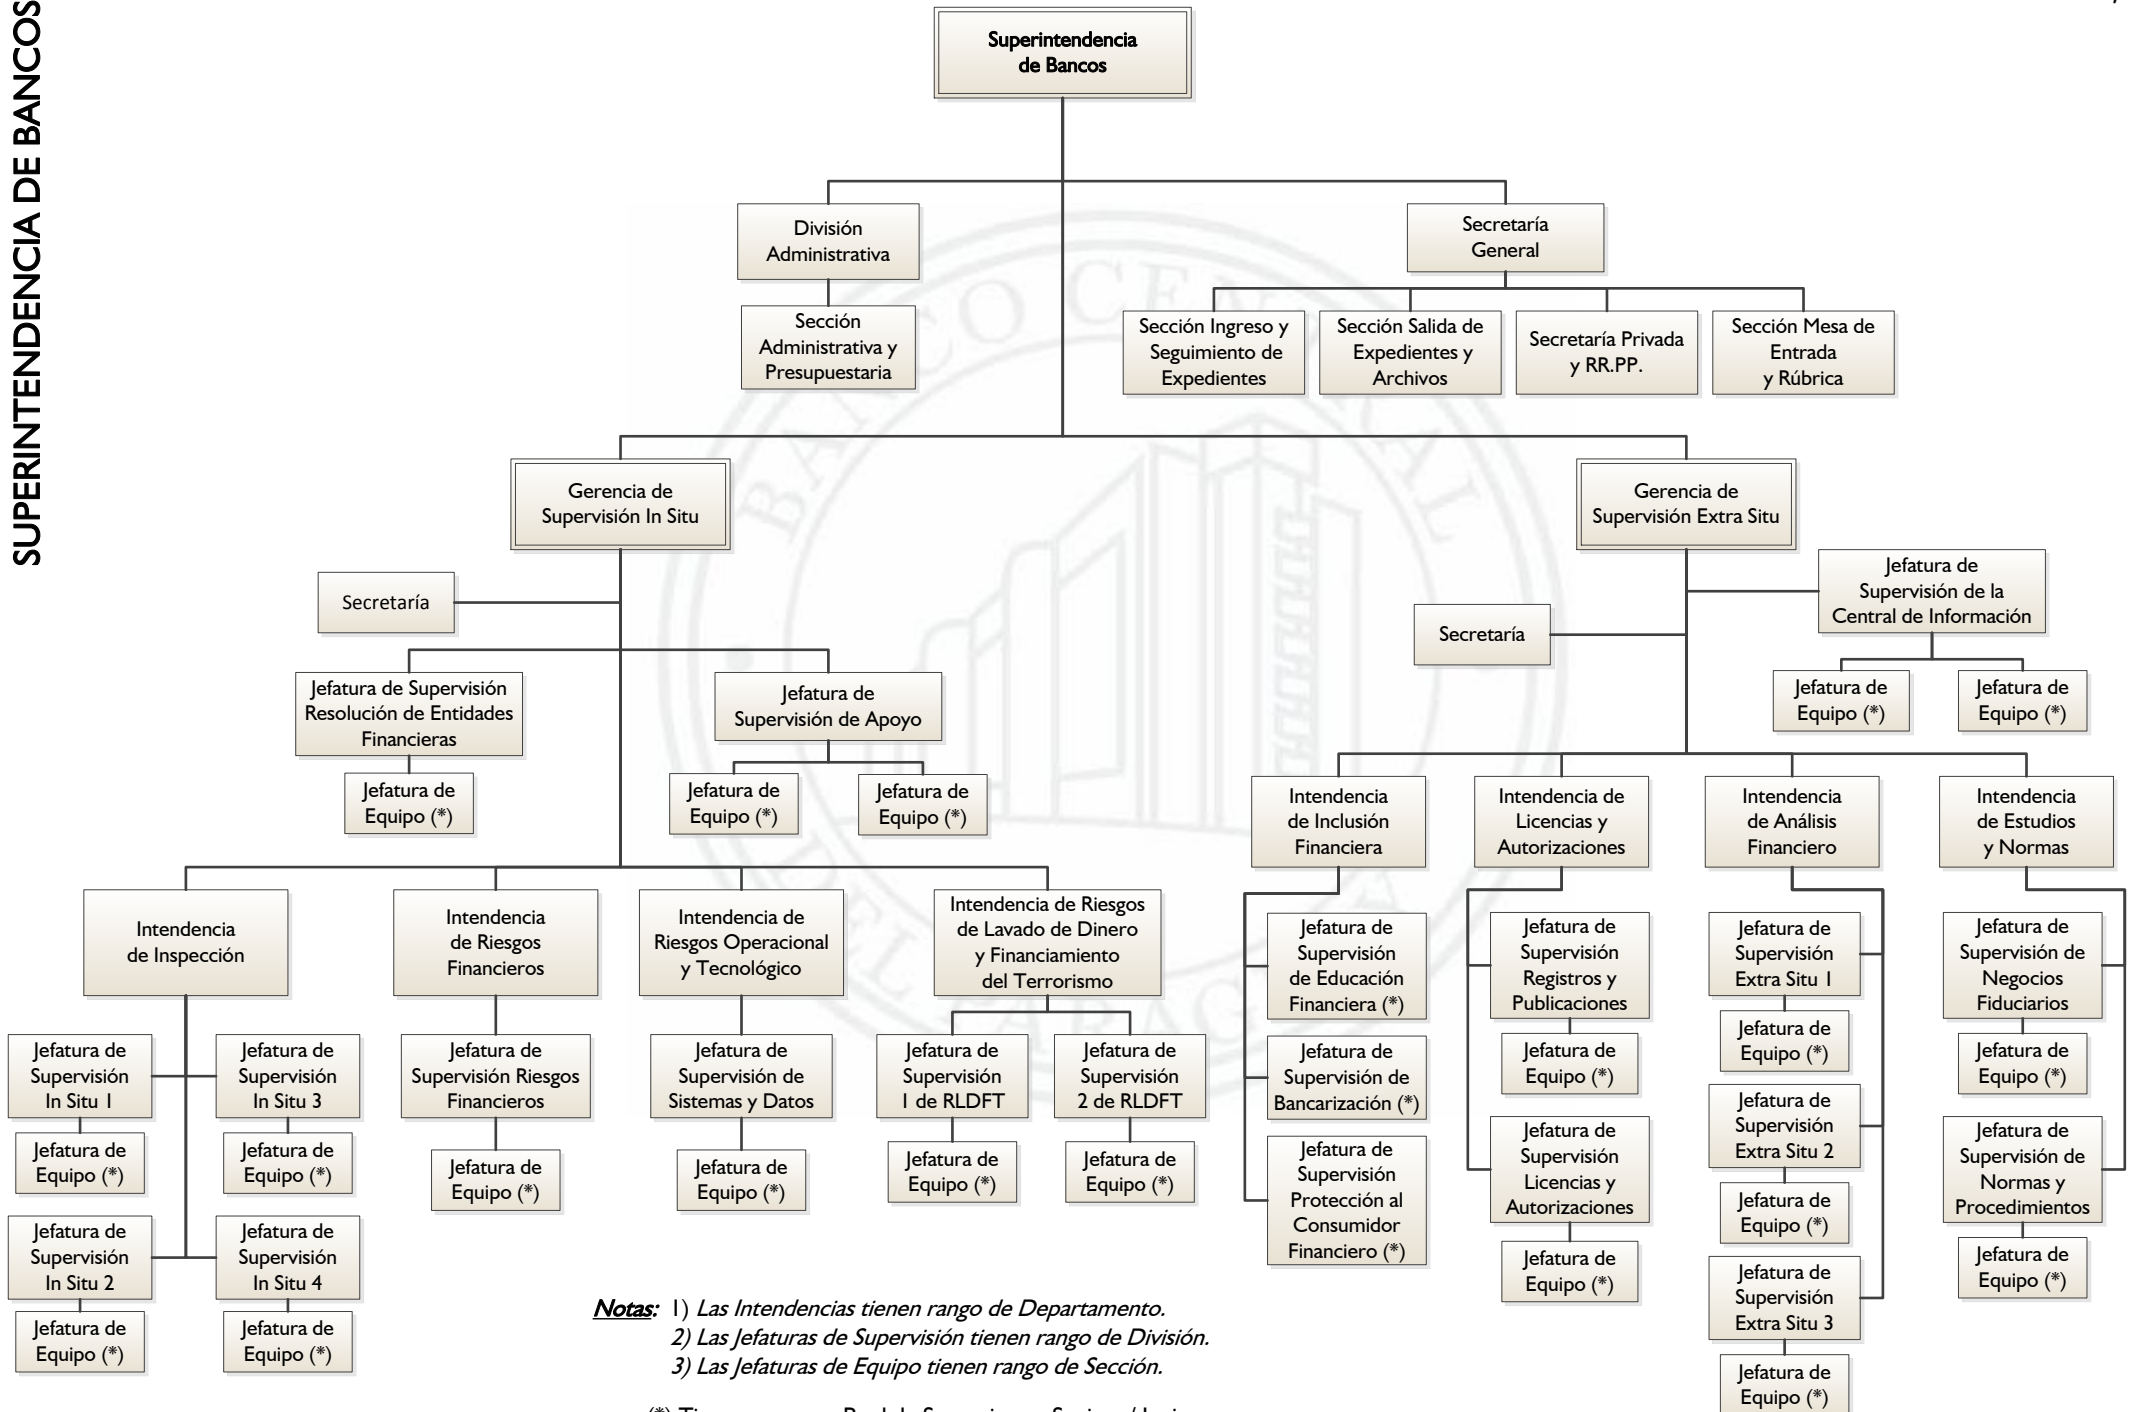 SUPERINTENDENCIA DE BANCOS
Superintendencia
de Bancos
División
Administrativa
Secretaría
General
Sección
Administrativa y
Presupuestaria
Sección Ingreso y
Seguimiento de
Expedientes
Sección Salida de
Expedientes y
Archivos
Secretaría Privada
y RR.PP.
Sección Mesa de
Entrada
y Rúbrica
Gerencia de
Supervisión In Situ
Gerencia de
Supervisión Extra Situ
Secretaría
Jefatura de Supervisión
Resolución de Entidades
Financieras
Jefatura de
Equipo (*)
Jefatura de
Supervisión de Apoyo
Jefatura de
Equipo (*)
Jefatura de
Equipo (*)
Intendencia
de Inspección
Jefatura de
Supervisión
In Situ 1
Jefatura de
Equipo (*)
Jefatura de
Supervisión
In Situ 3
Jefatura de
Equipo (*)
Jefatura de
Supervisión
In Situ 2
Jefatura de
Equipo (*)
Jefatura de
Supervisión
In Situ 4
Jefatura de
Equipo (*)
Intendencia
de Riesgos
Financieros
Jefatura de
Supervisión Riesgos
Financieros
Jefatura de
Equipo (*)
Intendencia de
Riesgos Operacional
y Tecnológico
Jefatura de
Supervisión de
Sistemas y Datos
Jefatura de
Equipo (*)
Intendencia de Riesgos
de Lavado de Dinero
y Financiamiento
del Terrorismo
Jefatura de
Supervisión
1 de RLDFT
Jefatura de
Equipo (*)
Jefatura de
Supervisión
2 de RLDFT
Jefatura de
Equipo (*)
Jefatura de
Supervisión de la
Central de Información
Secretaría
Jefatura de
Equipo (*)
Jefatura de
Equipo (*)
Intendencia
de Inclusión
Financiera
Jefatura de
Supervisión
de Educación
Financiera (*)
Jefatura de
Supervisión de
Bancarización (*)
Jefatura de
Supervisión
Protección al
Consumidor
Financiero (*)
Intendencia de
Licencias y
Autorizaciones
Jefatura de
Supervisión
Registros y
Publicaciones
Jefatura de
Equipo (*)
Jefatura de
Supervisión
Licencias y
Autorizaciones
Jefatura de
Equipo (*)
Intendencia
de Análisis
Financiero
Jefatura de
Supervisión
Extra Situ 1
Jefatura de
Equipo (*)
Jefatura de
Supervisión
Extra Situ 2
Jefatura de
Equipo (*)
Jefatura de
Supervisión
Extra Situ 3
Jefatura de
Equipo (*)
Intendencia
de Estudios
y Normas
Jefatura de
Supervisión de
Negocios
Fiduciarios
Jefatura de
Equipo (*)
Jefatura de
Supervisión de
Normas y
Procedimientos
Jefatura de
Equipo (*)
Notas: 1) Las Intendencias tienen rango de Departamento.
2) Las Jefaturas de Supervisión tienen rango de División.
3) Las Jefaturas de Equipo tienen rango de Sección.
BANCO CENTRAL
DEL PARAGUAY